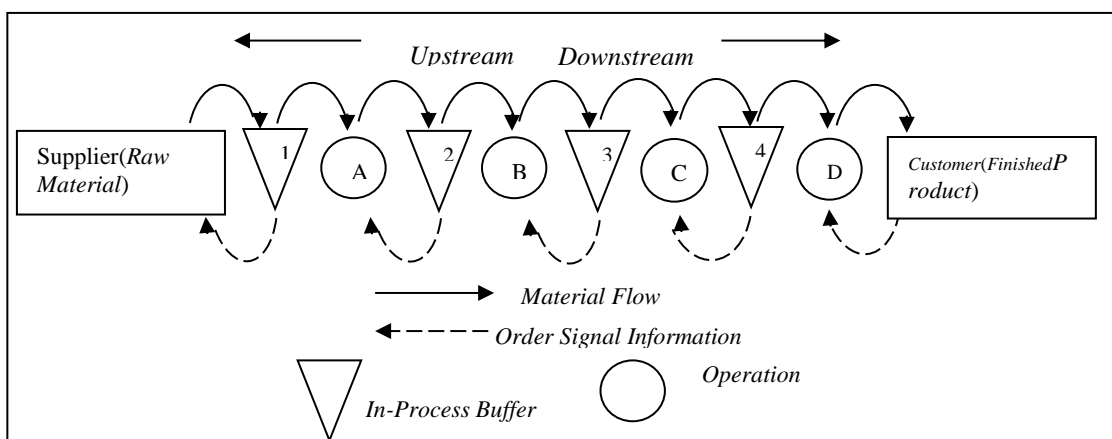 Upstream Downstream
Supplier(Raw
Material)
1
A
2
B
3
C
4
D
Customer(FinishedP
roduct)
Material Flow
Order Signal Information
Operation
In-Process Buffer